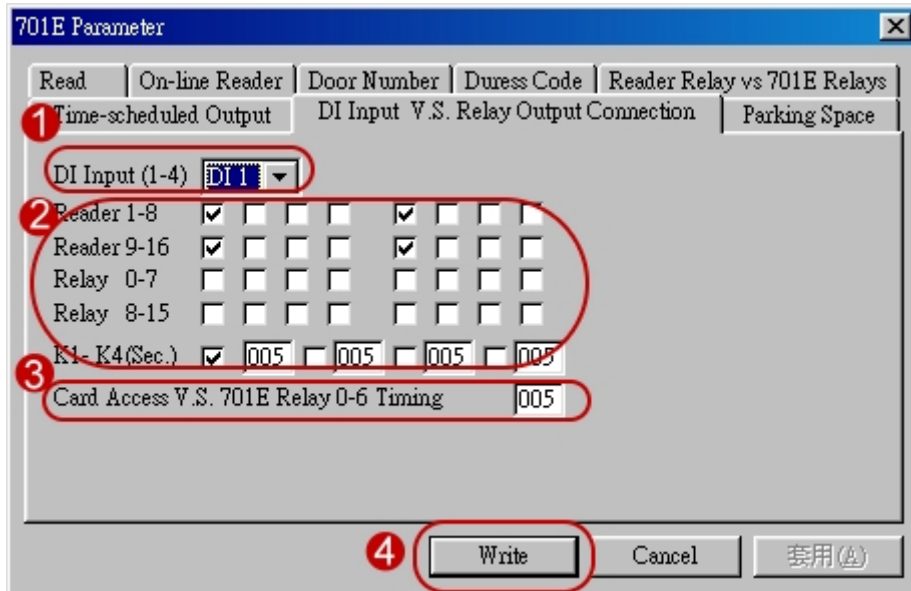 701E Parameter
Read On-line Reader Door Number Duress Code Reader Relay vs 701E Relays
1 Time-scheduled Output DI Input V.S. Relay Output Connection Parking Space
DI Input (1-4) DI 1
2 Reader 1-8
Reader 9-16
Relay 0-7
Relay 8-15
K1- K4(Sec.) 005 005 005 005
3
Card Access V.S. 701E Relay 0-6 Timing 005
4 Write Cancel 套用(A)